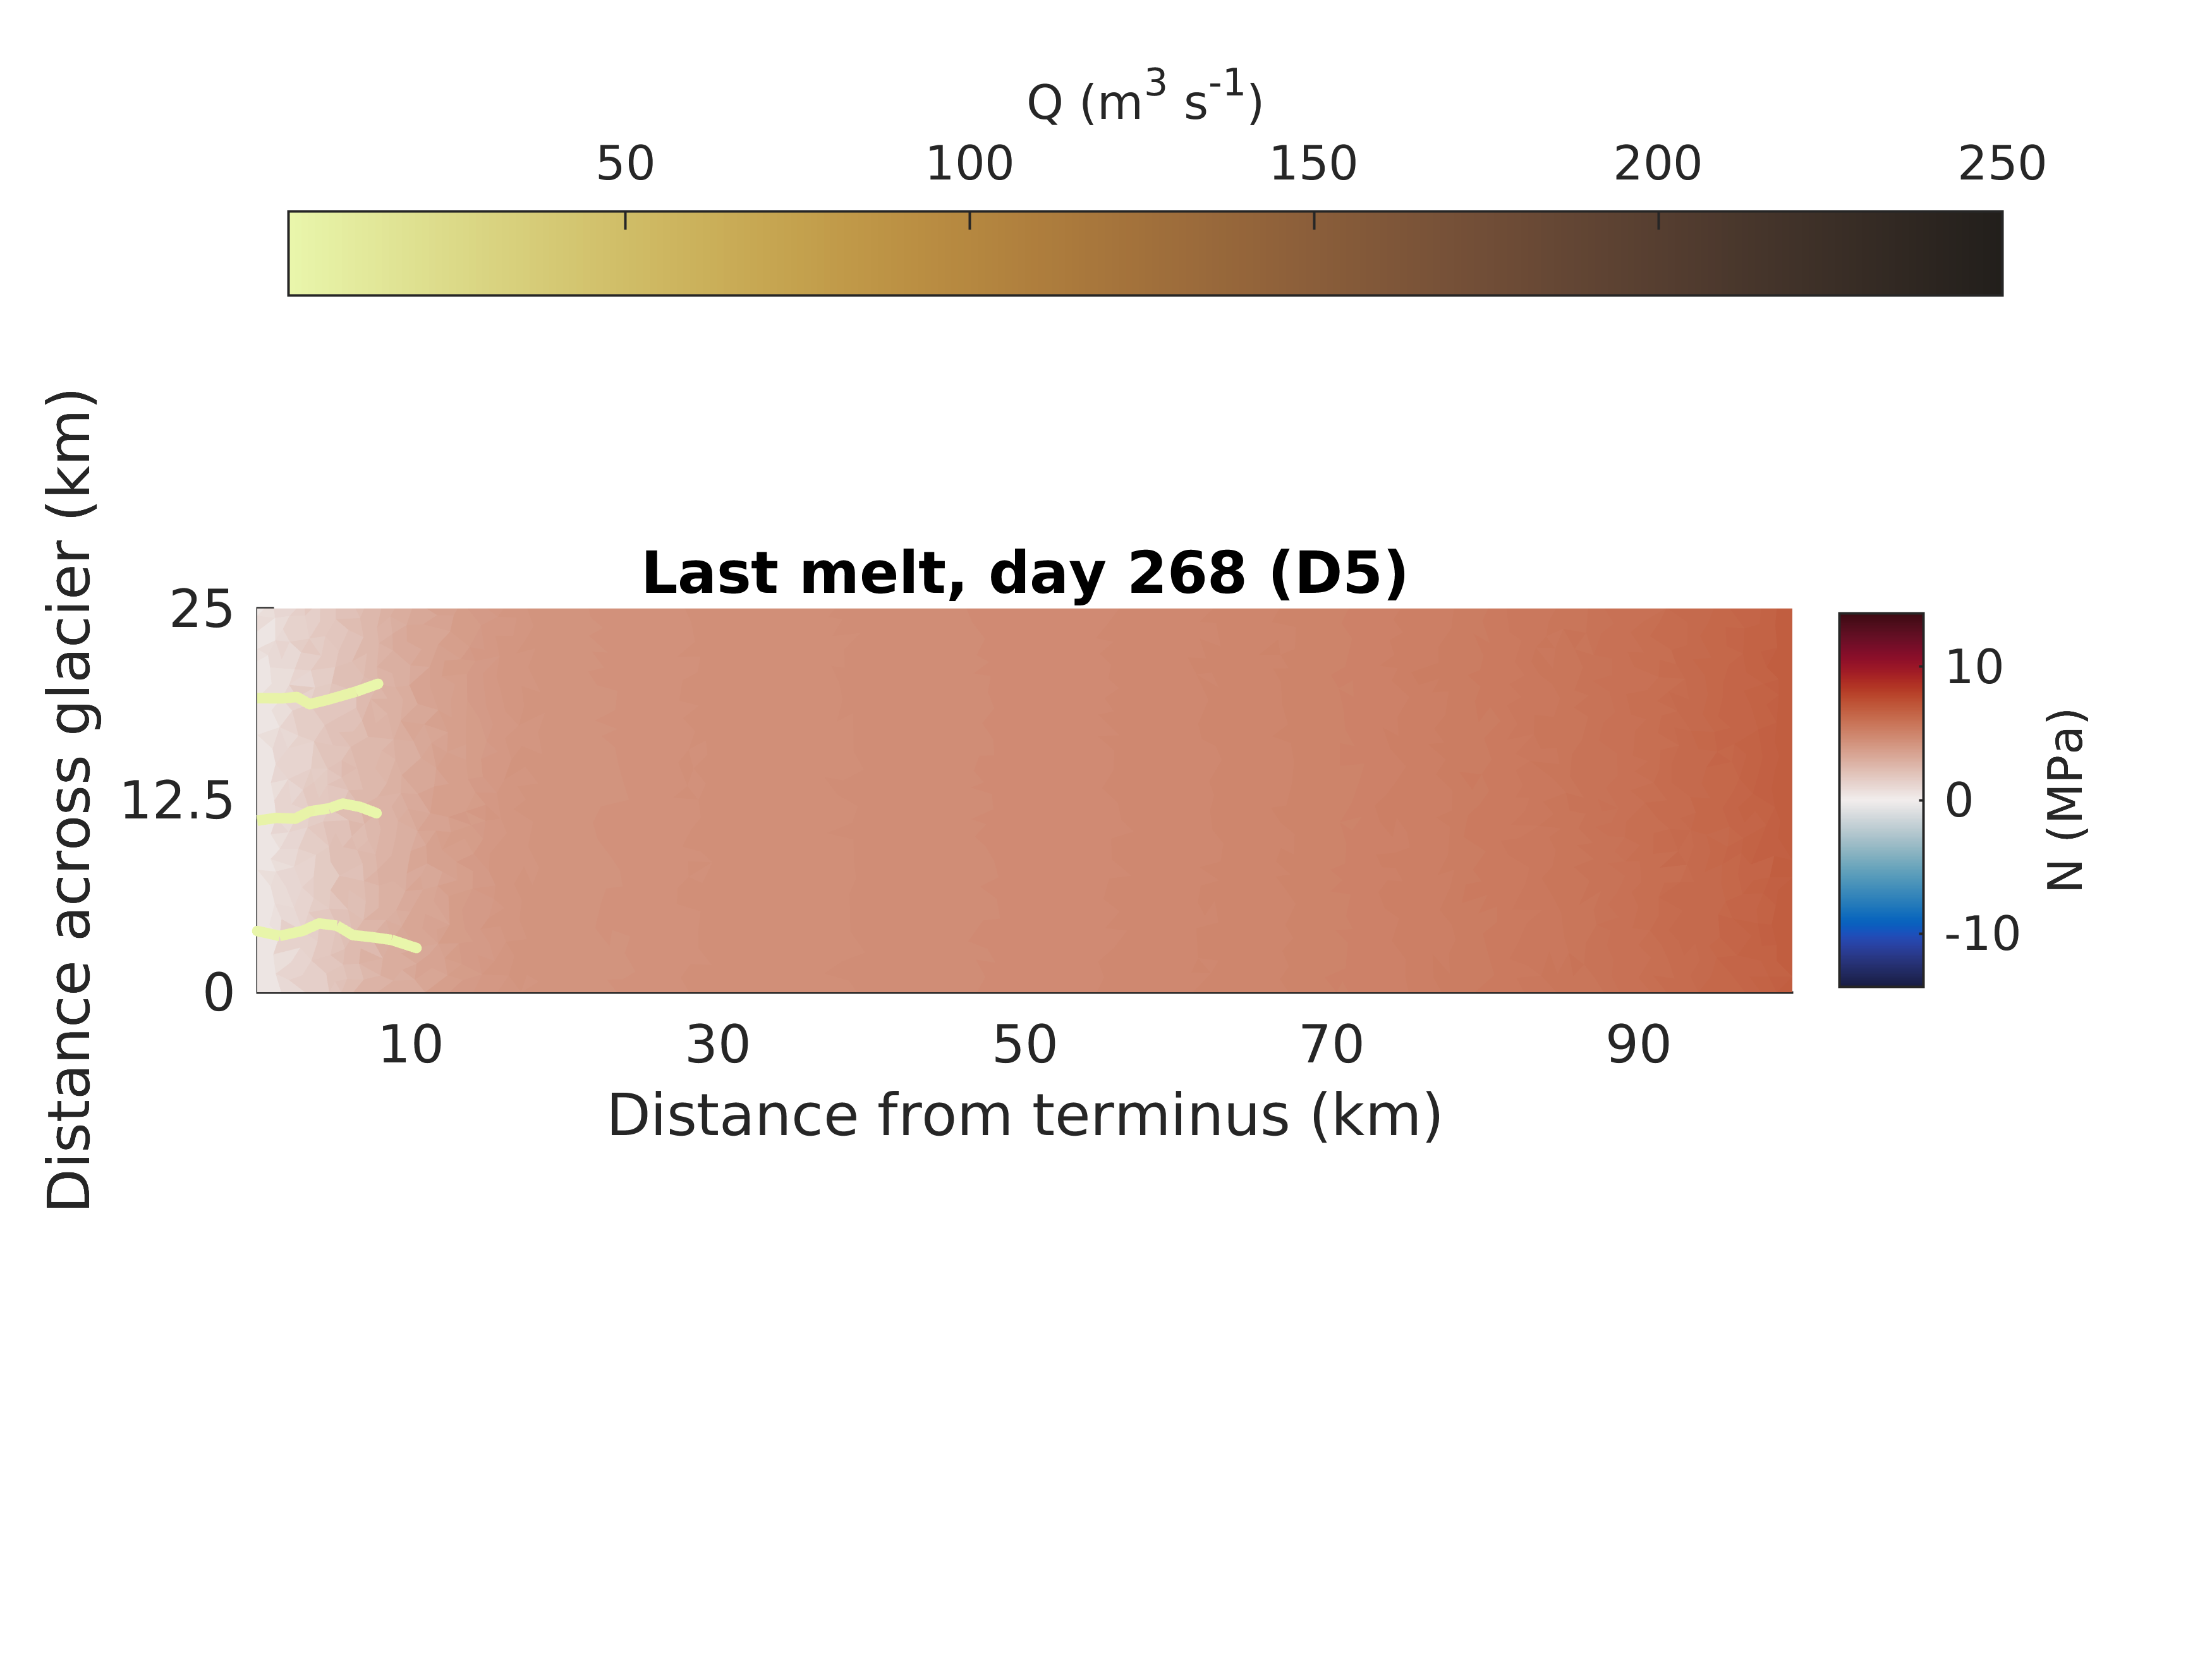 Q (m³ s⁻¹)
50 100 150 200 250
Last melt, day 268 (D5)
Distance across glacier (km)
25
12.5
0
10 30 50 70 90
Distance from terminus (km)
10
0
-10
N (MPa)